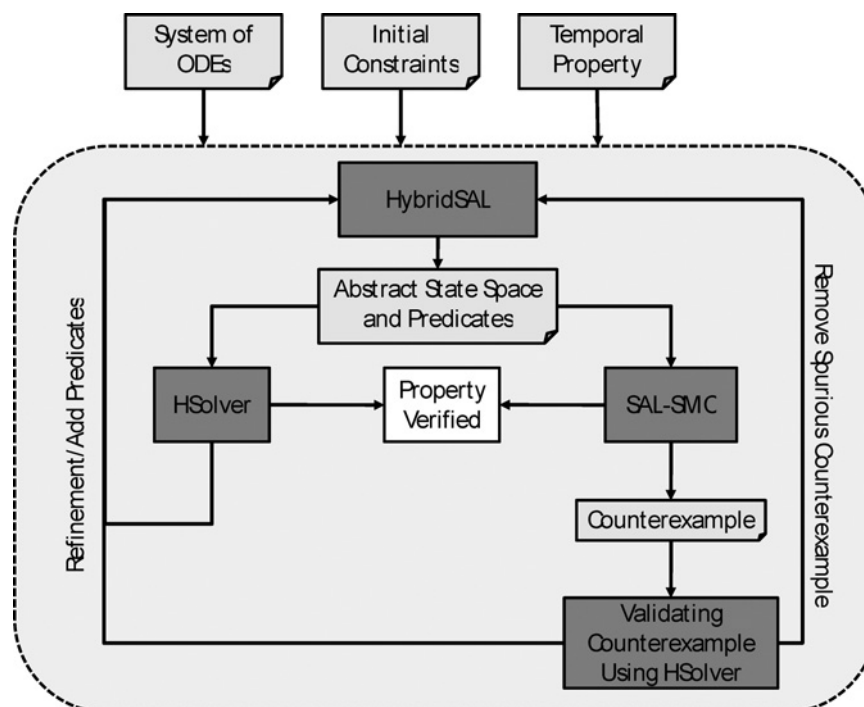 System of
ODEs
Initial
Constraints
Temporal
Property
HybridSAL
Abstract State Space
and Predicates
HSolver
Property
Verified
SAL-SMC
Counterexample
Validating
Counterexample
Using HSolver
Refinement/Add Predicates
Remove Spurious Counterexample